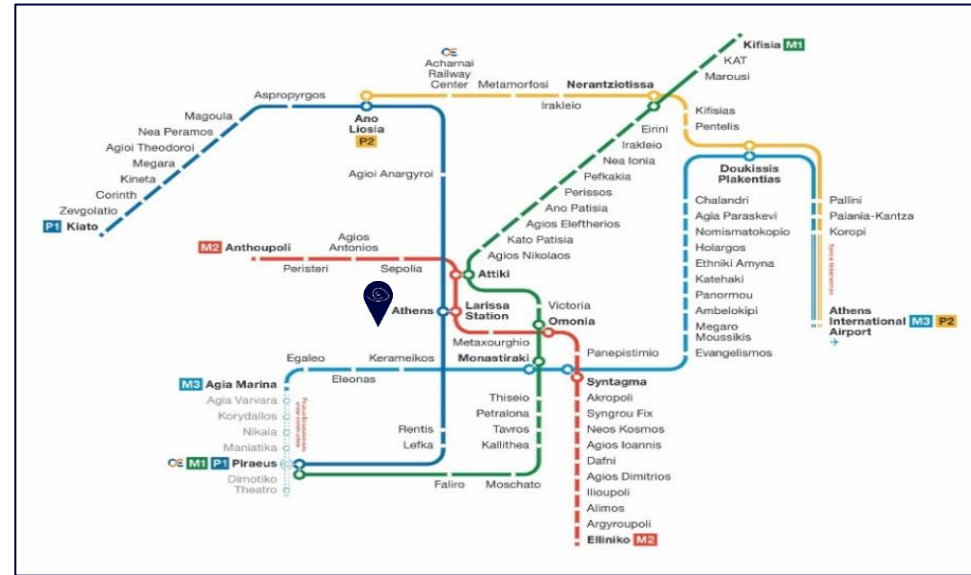 Kifisia M1
KAT
Marousi
Acharnai
Railway
Center
Metamorfosi
Nerantziotissa
Irakleio
Aspropyrgos
Magoula
Nea Peramos
Agioi Theodoroi
Megara
Kineta
Corinth
Zevgolatio
P1 Kiato
Ano
Liosia
P2
Agioi Anargyroi
Kifisias
Pentelis
Eirini
Irakleio
Nea Ionia
Pefkakia
Perissos
Ano Patisia
Agios Eleftherios
Kato Patisia
Agios Nikolaos
Doukissis
Plakentias
Chalandri
Agia Paraskevi
Nomismatokopio
Holargos
Ethniki Amyna
Katehaki
Panormou
Ambelokipi
Megaro
Moussikis
Evangelismos
Pallini
Paiania-Kantza
Koropi
Athens
International
Airport
M3 P2
M2 Anthoupoli
Agios
Antonios
Peristeri
Sepolia
Attiki
Athens
Larissa
Station
Victoria
Omonia
Metaxourghio
Monastiraki
Panepistimio
Syntagma
Egaleo
Kerameikos
Eleonas
M3 Agia Marina
Agia Varvara
Korydallos
Nikaia
Maniatika
M1 P1 Piraeus
Dimotiko
Theatro
Rentis
Lefka
Thiseio
Petralona
Tavros
Kallithea
Faliro
Moschato
Akropoli
Syngrou Fix
Neos Kosmos
Agios Ioannis
Dafni
Agios Dimitrios
Ilioupoli
Alimos
Argyroupoli
Elliniko M2